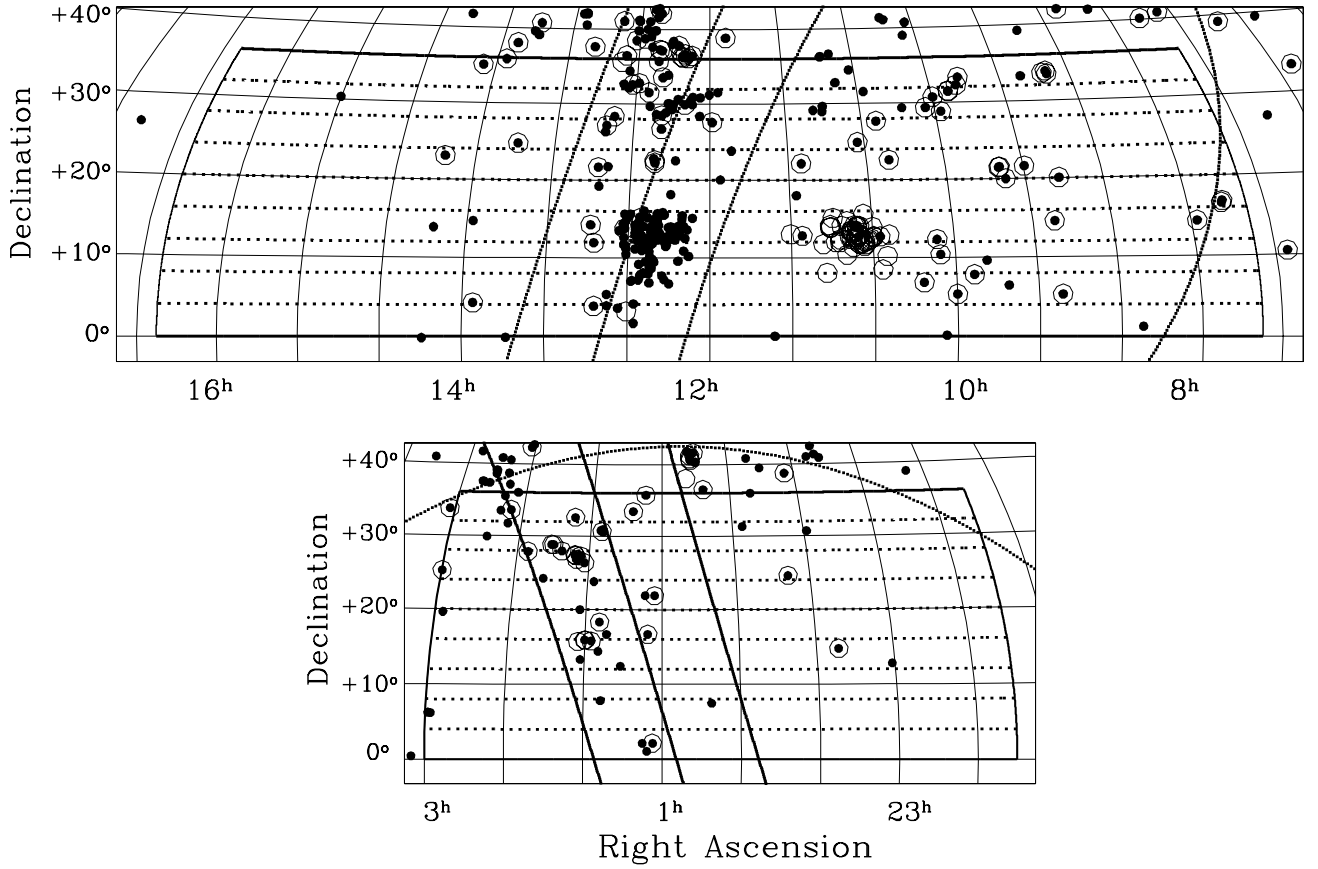 +40°
+30°
+20°
+10°
0°
Declination
16ʰ 14ʰ 12ʰ 10ʰ 8ʰ
+40°
+30°
+20°
+10°
0°
Declination
3ʰ 1ʰ 23ʰ
Right Ascension